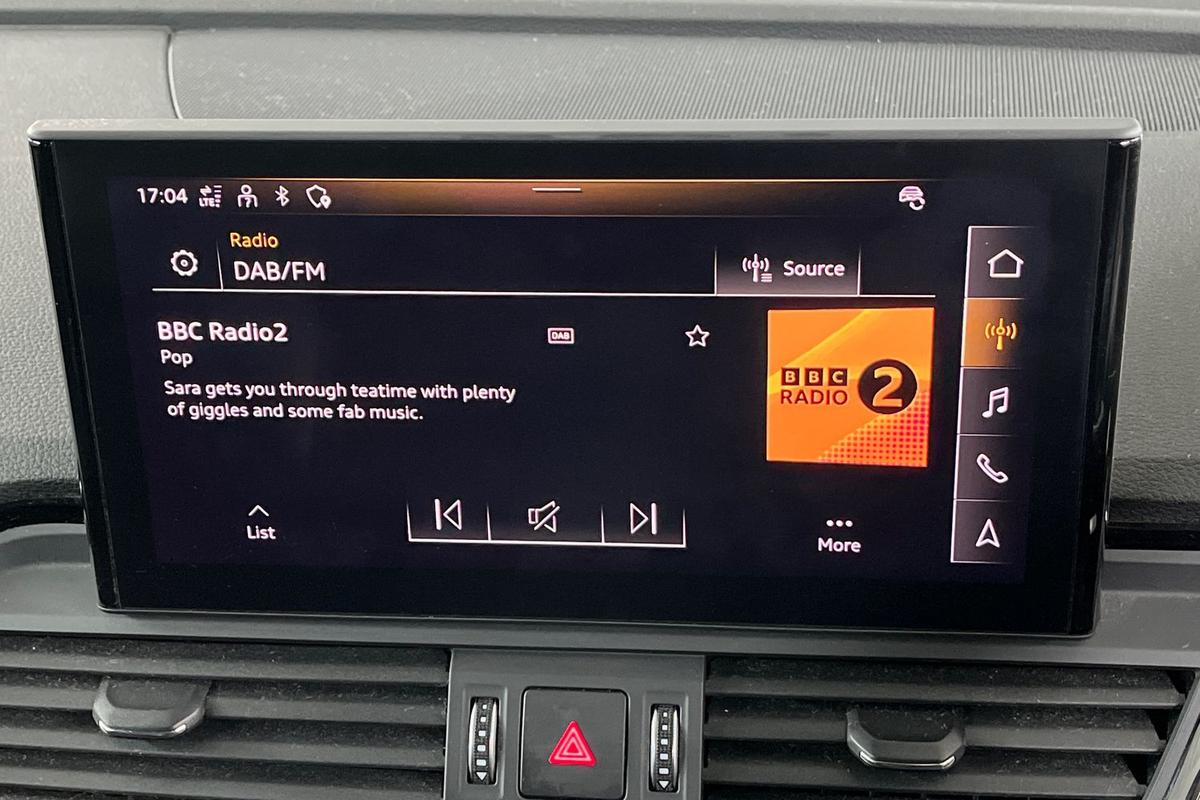 17:04 LTE
Radio
DAB/FM
Source
BBC Radio2
DAB
Pop
Sara gets you through teatime with plenty
of giggles and some fab music.
BBC
RADIO 2
List
More